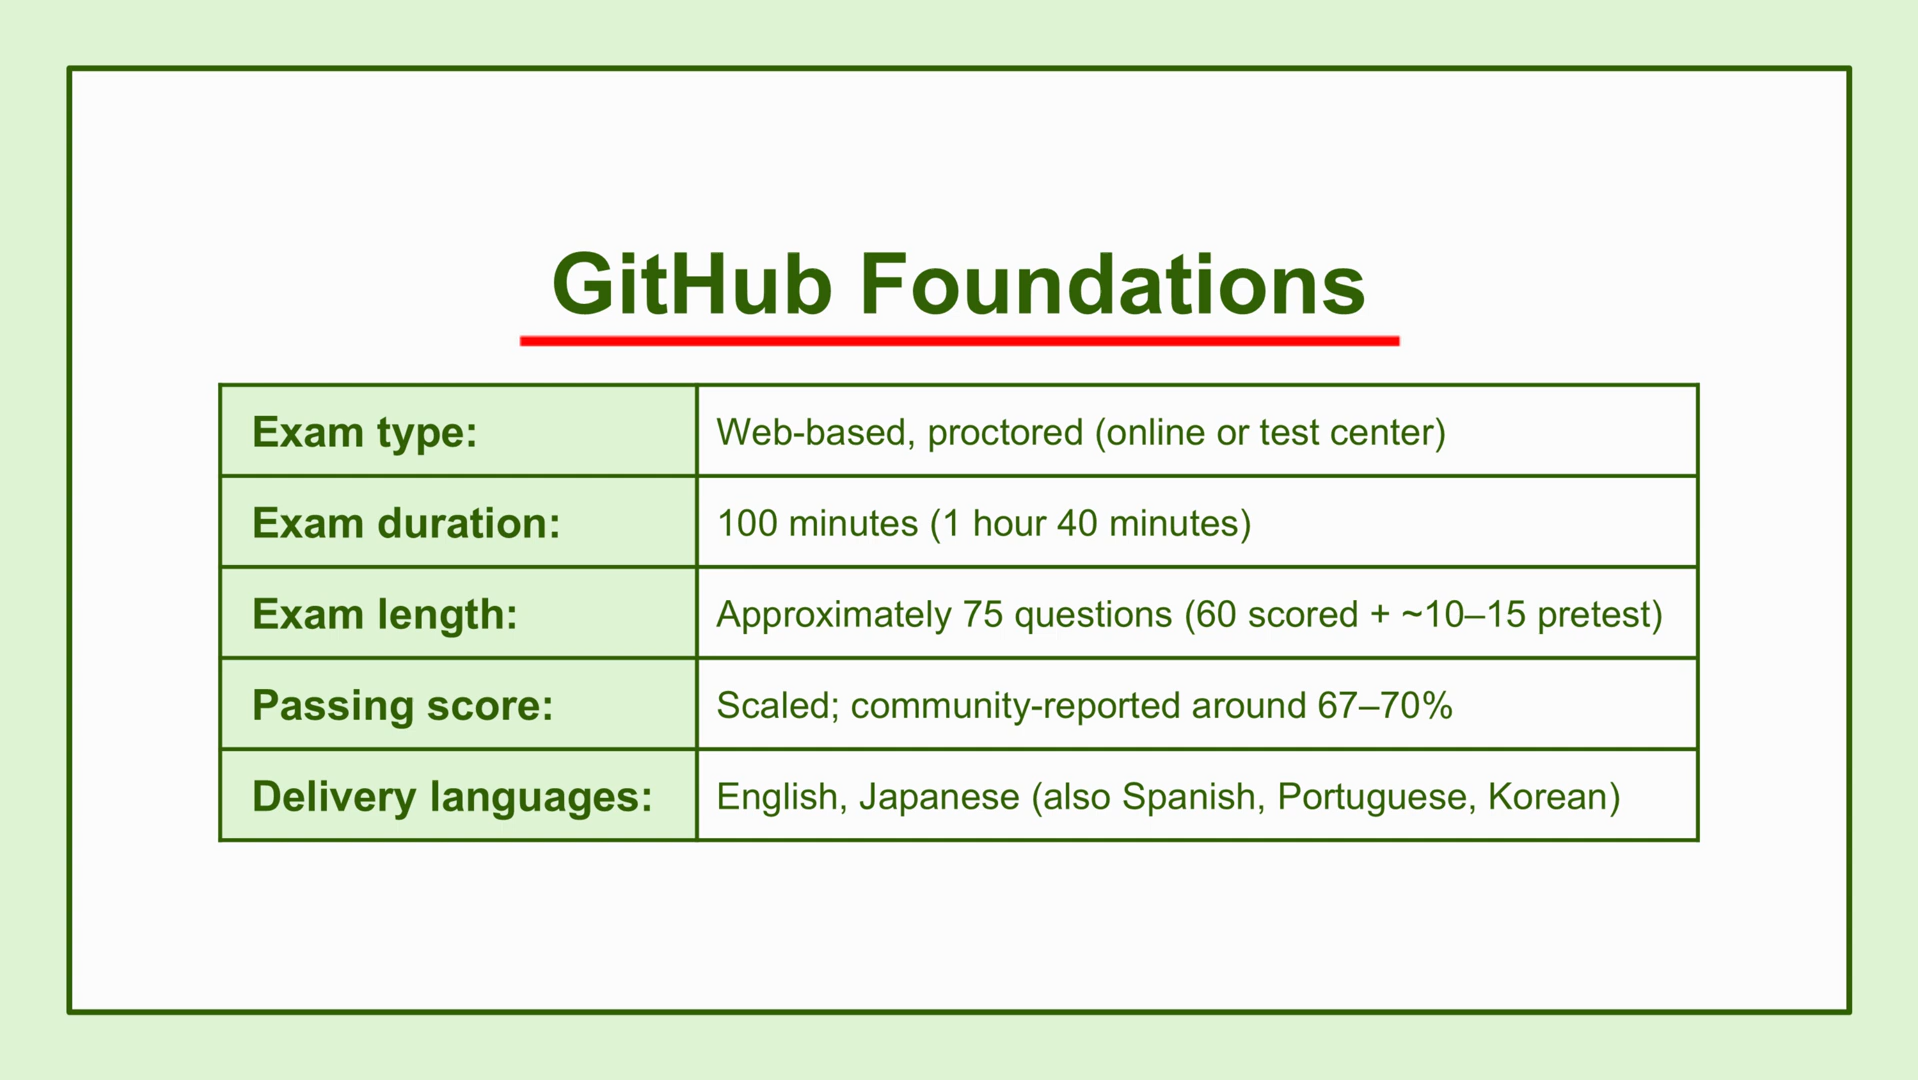 GitHub Foundations
Exam type: Web-based, proctored (online or test center)
Exam duration: 100 minutes (1 hour 40 minutes)
Exam length: Approximately 75 questions (60 scored + ~10–15 pretest)
Passing score: Scaled; community-reported around 67–70%
Delivery languages: English, Japanese (also Spanish, Portuguese, Korean)